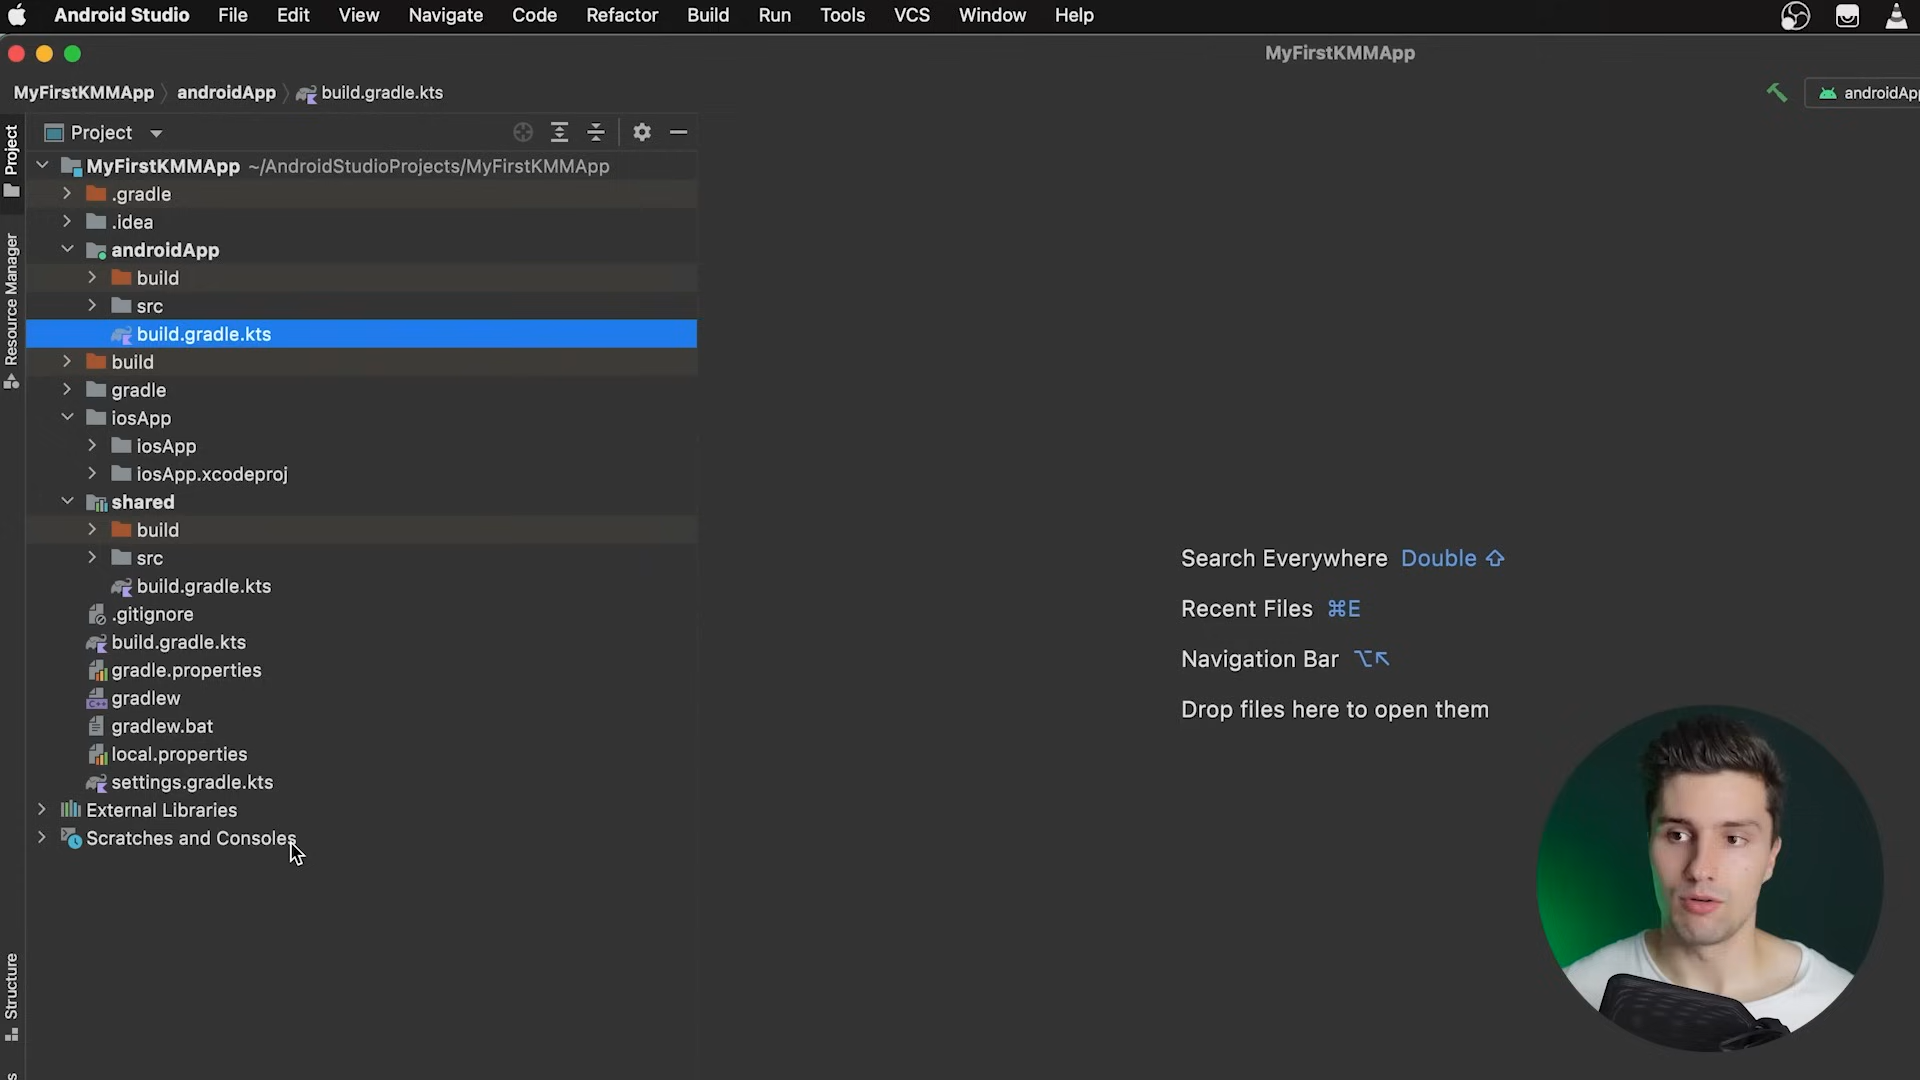 Android Studio File Edit View Navigate Code Refactor Build Run Tools VCS Window Help
MyFirstKMMApp
MyFirstKMMApp androidApp build.gradle.kts
androidApp
Project
Resource Manager
Structure
Project
MyFirstKMMApp ~/AndroidStudioProjects/MyFirstKMMApp
.gradle
.idea
androidApp
build
src
build.gradle.kts
build
gradle
iosApp
iosApp
iosApp.xcodeproj
shared
build
src
build.gradle.kts
.gitignore
build.gradle.kts
gradle.properties
gradlew
gradlew.bat
local.properties
settings.gradle.kts
External Libraries
Scratches and Consoles
Search Everywhere Double ⇧
Recent Files ⌘E
Navigation Bar ⌥↖
Drop files here to open them